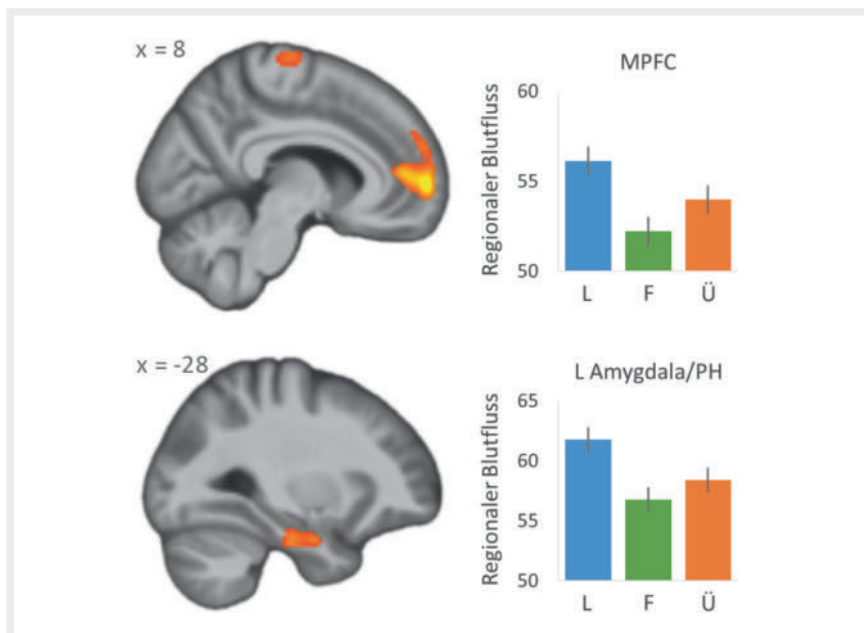 x = 8
MPFC
Regionaler Blutfluss
60
55
50
L F Ü
x = -28
L Amygdala/PH
Regionaler Blutfluss
65
60
55
50
L F Ü